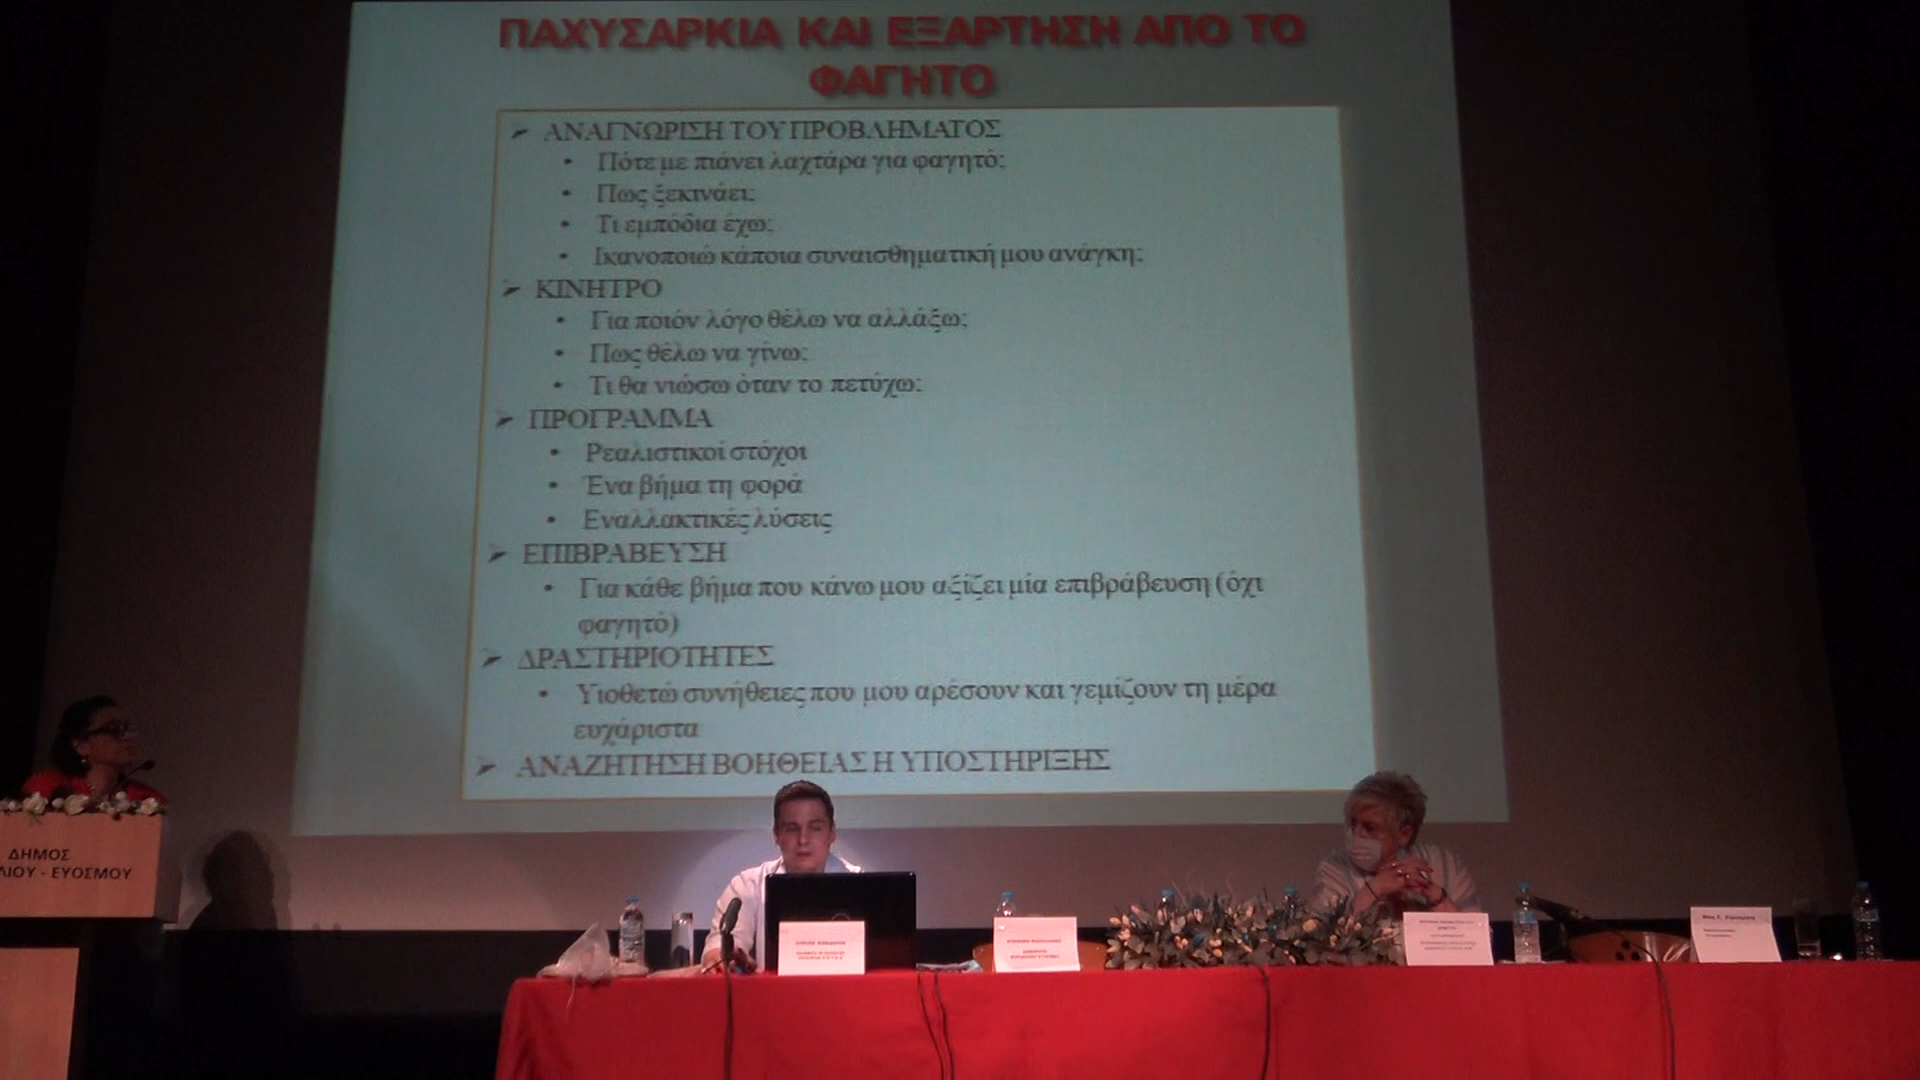 ΠΑΧΥΣΑΡΚΙΑ ΚΑΙ ΕΞΑΡΤΗΣΗ ΑΠΟ ΤΟ
ΦΑΓΗΤΟ
➢ ΑΝΑΓΝΩΡΙΣΗ ΤΟΥ ΠΡΟΒΛΗΜΑΤΟΣ
• Πότε με πιάνει λαχτάρα για φαγητό;
• Πως ξεκινάει;
• Τι εμπόδια έχω;
• Ικανοποιώ κάποια συναισθηματική μου ανάγκη;
➢ ΚΙΝΗΤΡΟ
• Για ποιόν λόγο θέλω να αλλάξω;
• Πως θέλω να γίνω;
• Τι θα νιώσω όταν το πετύχω;
➢ ΠΡΟΓΡΑΜΜΑ
• Ρεαλιστικοί στόχοι
• Ένα βήμα τη φορά
• Εναλλακτικές λύσεις
➢ ΕΠΙΒΡΑΒΕΥΣΗ
• Για κάθε βήμα που κάνω μου αξίζει μία επιβράβευση (όχι
φαγητό)
➢ ΔΡΑΣΤΗΡΙΟΤΗΤΕΣ
• Υιοθετώ συνήθειες που μου αρέσουν και γεμίζουν τη μέρα
ευχάριστα
➢ ΑΝΑΖΗΤΗΣΗ ΒΟΗΘΕΙΑΣ Η ΥΠΟΣΤΗΡΙΞΗΣ
ΔΗΜΟΣ
ΛΙΟΥ - ΕΥΟΣΜΟΥ